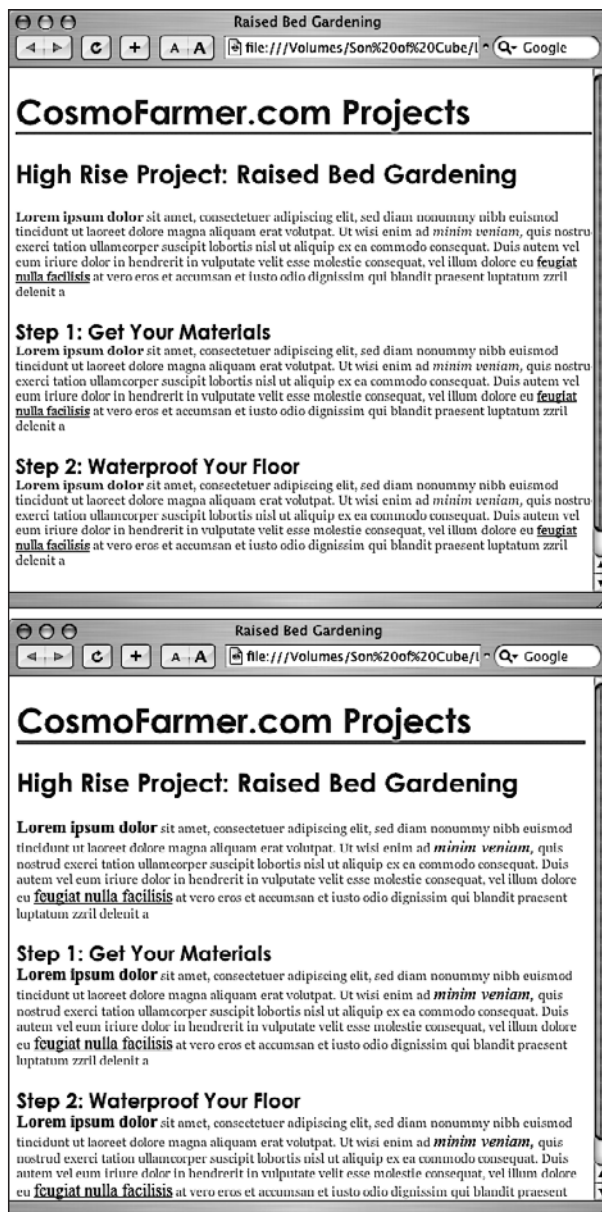 Raised Bed Gardening
A A file:///Volumes/Son%20of%20Cube/L Google
CosmoFarmer.com Projects
High Rise Project: Raised Bed Gardening
Lorem ipsum dolor sit amet, consectetuer adipiscing elit, sed diam nonummy nibh euismod
tincidunt ut laoreet dolore magna aliquam erat volutpat. Ut wisi enim ad minim veniam, quis nostru
exerci tation ullamcorper suscipit lobortis nisl ut aliquip ex ea commodo consequat. Duis autem vel
eum iriure dolor in hendrerit in vulputate velit esse molestie consequat, vel illum dolore eu feugiat
nulla facilisis at vero eros et accumsan et iusto odio dignissim qui blandit praesent luptatum zzril
delenit a
Step 1: Get Your Materials
Lorem ipsum dolor sit amet, consectetuer adipiscing elit, sed diam nonummy nibh euismod
tincidunt ut laoreet dolore magna aliquam erat volutpat. Ut wisi enim ad minim veniam, quis nostru
exerci tation ullamcorper suscipit lobortis nisl ut aliquip ex ea commodo consequat. Duis autem vel
eum iriure dolor in hendrerit in vulputate velit esse molestie consequat, vel illum dolore eu feugiat
nulla facilisis at vero eros et accumsan et iusto odio dignissim qui blandit praesent luptatum zzril
delenit a
Step 2: Waterproof Your Floor
Lorem ipsum dolor sit amet, consectetuer adipiscing elit, sed diam nonummy nibh euismod
tincidunt ut laoreet dolore magna aliquam erat volutpat. Ut wisi enim ad minim veniam, quis nostru
exerci tation ullamcorper suscipit lobortis nisl ut aliquip ex ea commodo consequat. Duis autem vel
eum iriure dolor in hendrerit in vulputate velit esse molestie consequat, vel illum dolore eu feugiat
nulla facilisis at vero eros et accumsan et iusto odio dignissim qui blandit praesent luptatum zzril
delenit a
Raised Bed Gardening
A A file:///Volumes/Son%20of%20Cube/L Google
CosmoFarmer.com Projects
High Rise Project: Raised Bed Gardening
Lorem ipsum dolor sit amet, consectetuer adipiscing elit, sed diam nonummy nibh euismod
tincidunt ut laoreet dolore magna aliquam erat volutpat. Ut wisi enim ad minim veniam, quis
nostrud exerci tation ullamcorper suscipit lobortis nisl ut aliquip ex ea commodo consequat. Duis
autem vel eum iriure dolor in hendrerit in vulputate velit esse molestie consequat, vel illum dolore
eu feugiat nulla facilisis at vero eros et accumsan et iusto odio dignissim qui blandit praesent
luptatum zzril delenit a
Step 1: Get Your Materials
Lorem ipsum dolor sit amet, consectetuer adipiscing elit, sed diam nonummy nibh euismod
tincidunt ut laoreet dolore magna aliquam erat volutpat. Ut wisi enim ad minim veniam, quis
nostrud exerci tation ullamcorper suscipit lobortis nisl ut aliquip ex ea commodo consequat. Duis
autem vel eum iriure dolor in hendrerit in vulputate velit esse molestie consequat, vel illum dolore
eu feugiat nulla facilisis at vero eros et accumsan et iusto odio dignissim qui blandit praesent
luptatum zzril delenit a
Step 2: Waterproof Your Floor
Lorem ipsum dolor sit amet, consectetuer adipiscing elit, sed diam nonummy nibh euismod
tincidunt ut laoreet dolore magna aliquam erat volutpat. Ut wisi enim ad minim veniam, quis
nostrud exerci tation ullamcorper suscipit lobortis nisl ut aliquip ex ea commodo consequat. Duis
autem vel eum iriure dolor in hendrerit in vulputate velit esse molestie consequat, vel illum dolore
eu feugiat nulla facilisis at vero eros et accumsan et iusto odio dignissim qui blandit praesent